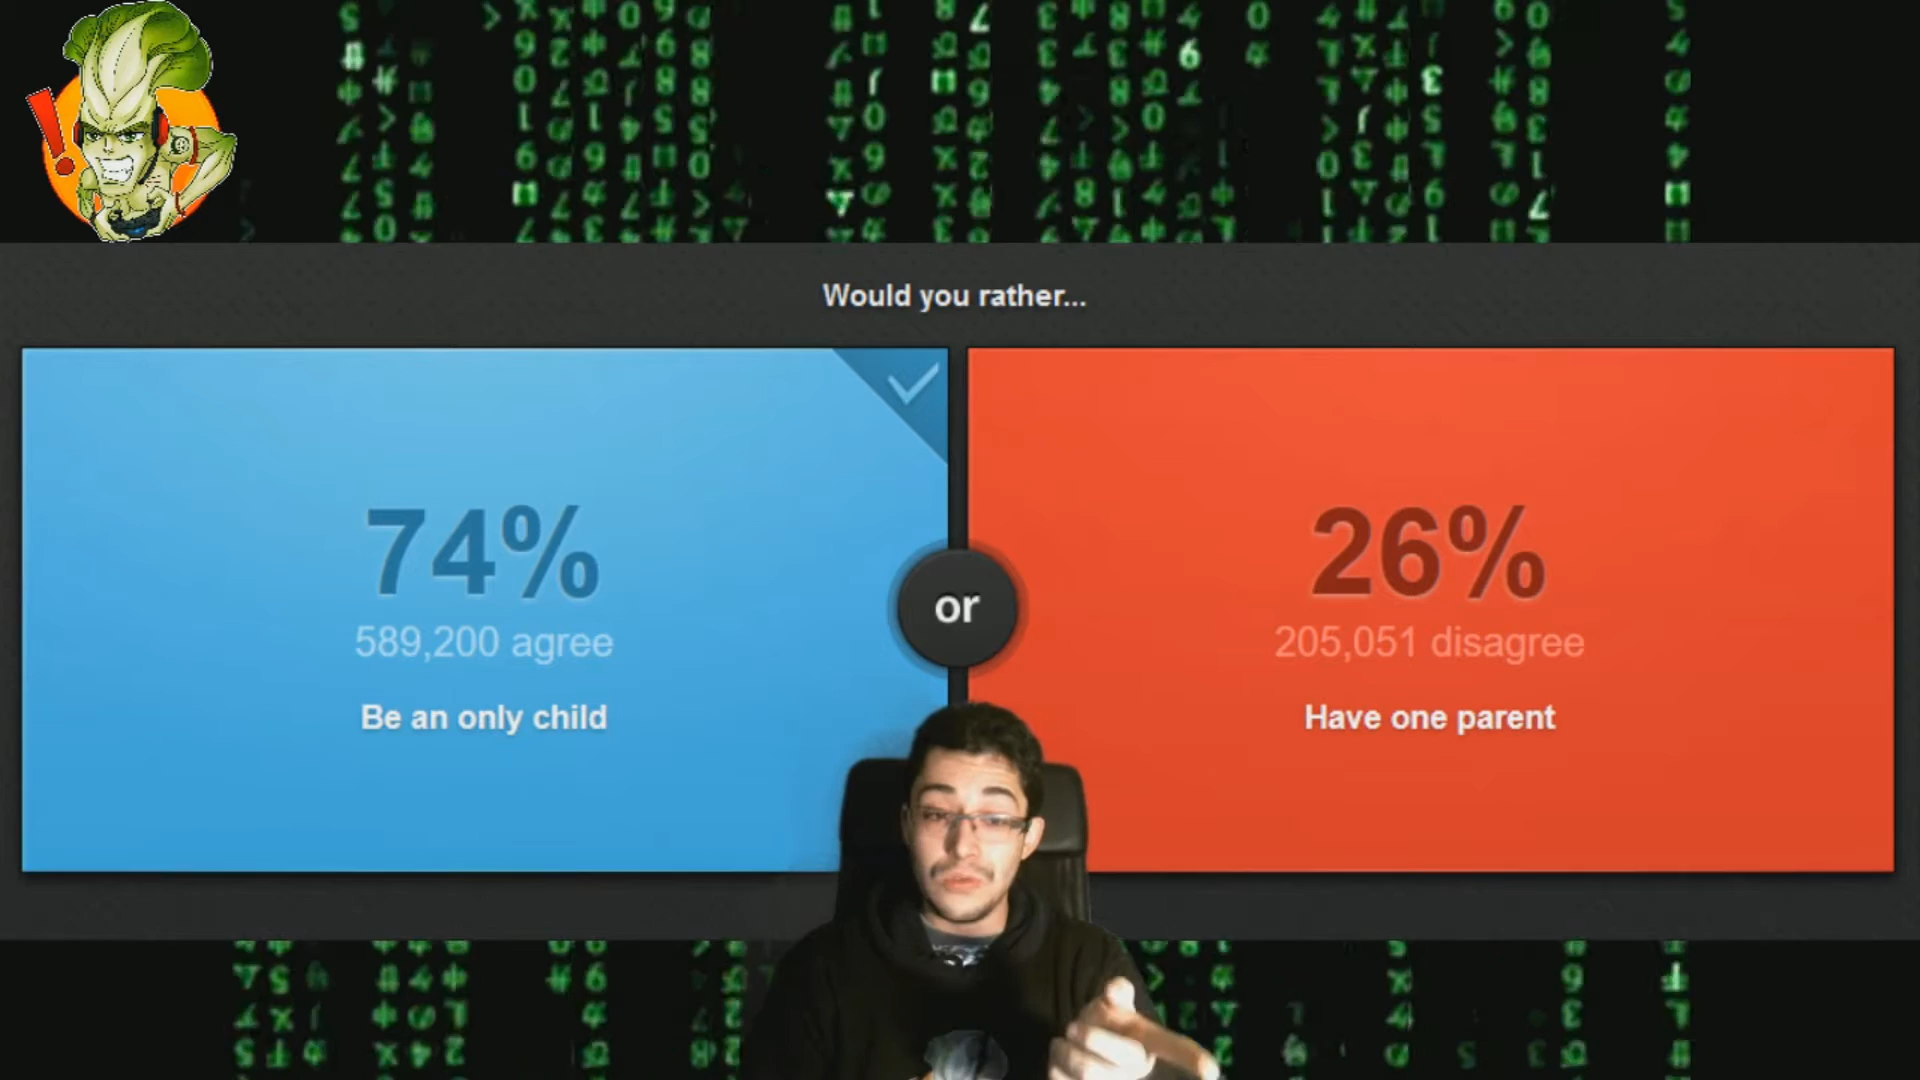 Would you rather...
74%
589,200 agree
Be an only child
or
26%
205,051 disagree
Have one parent